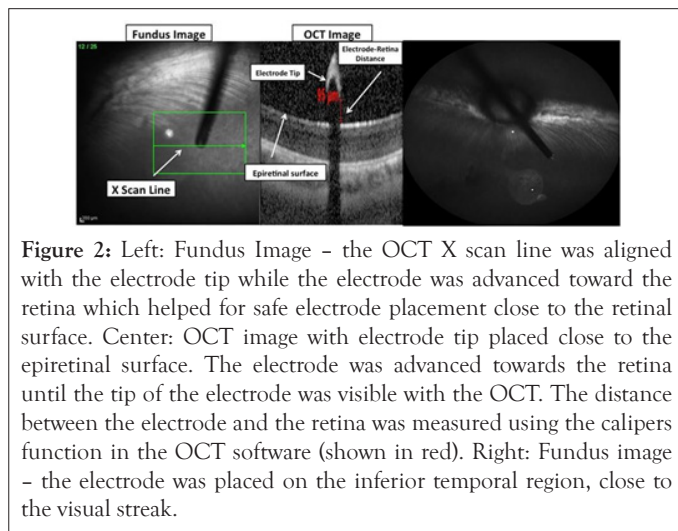 Fundus Image
OCT Image
12 / 25
Electrode Tip
Electrode-Retina
Distance
X Scan Line
Epiretinal surface
Figure 2: Left: Fundus Image – the OCT X scan line was aligned
with the electrode tip while the electrode was advanced toward the
retina which helped for safe electrode placement close to the retinal
surface. Center: OCT image with electrode tip placed close to the
epiretinal surface. The electrode was advanced towards the retina
until the tip of the electrode was visible with the OCT. The distance
between the electrode and the retina was measured using the calipers
function in the OCT software (shown in red). Right: Fundus image
– the electrode was placed on the inferior temporal region, close to
the visual streak.